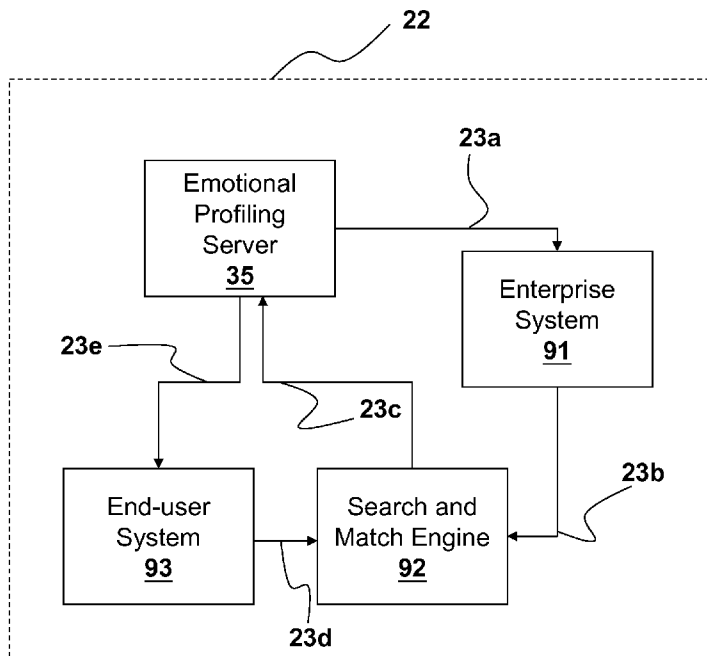 22
23a
Emotional
Profiling
Server
35
Enterprise
System
91
23e
23c
23b
End-user
System
93
Search and
Match Engine
92
23d